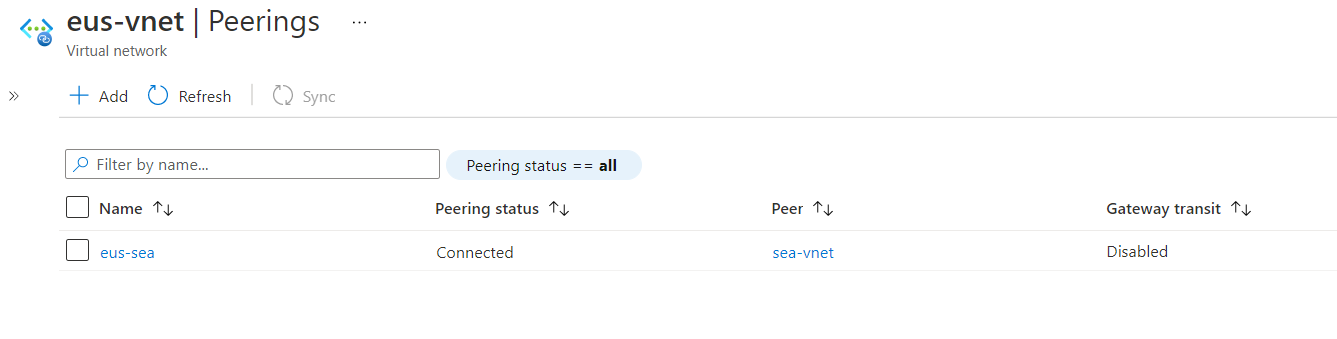 eus-vnet | Peerings ...
Virtual network
Add Refresh Sync
Filter by name... Peering status == all
Name Peering status Peer Gateway transit
eus-sea Connected sea-vnet Disabled